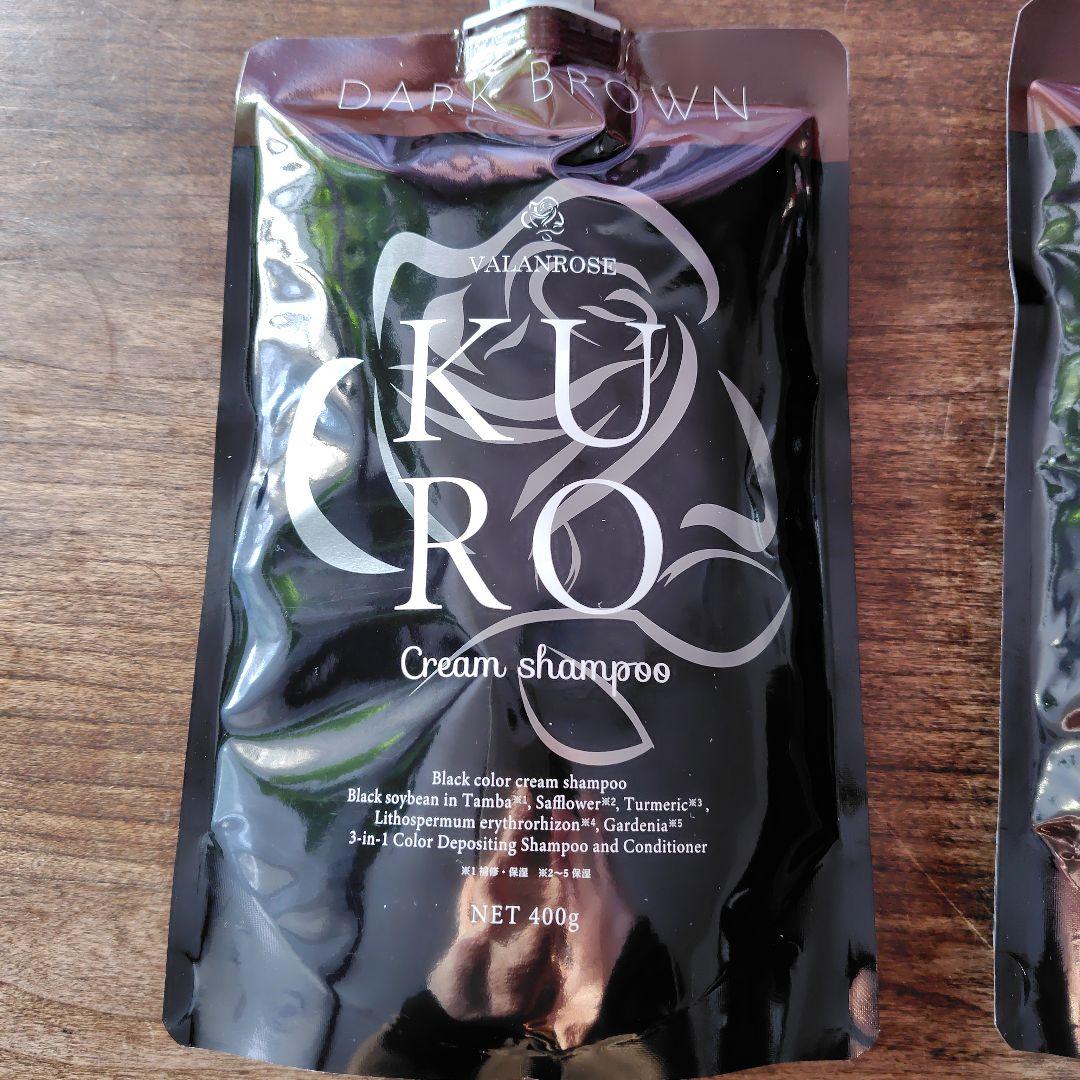 DARK BROWN
VALANROSE
KU
RO
Cream shampoo
Black color cream shampoo
Black soybean in Tamba※1, Safflower※2, Turmeric※3,
Lithospermum erythrorhizon※4, Gardenia※5
3-in-1 Color Depositing Shampoo and Conditioner
※1 補修・保湿 ※2〜5 保湿
NET 400g